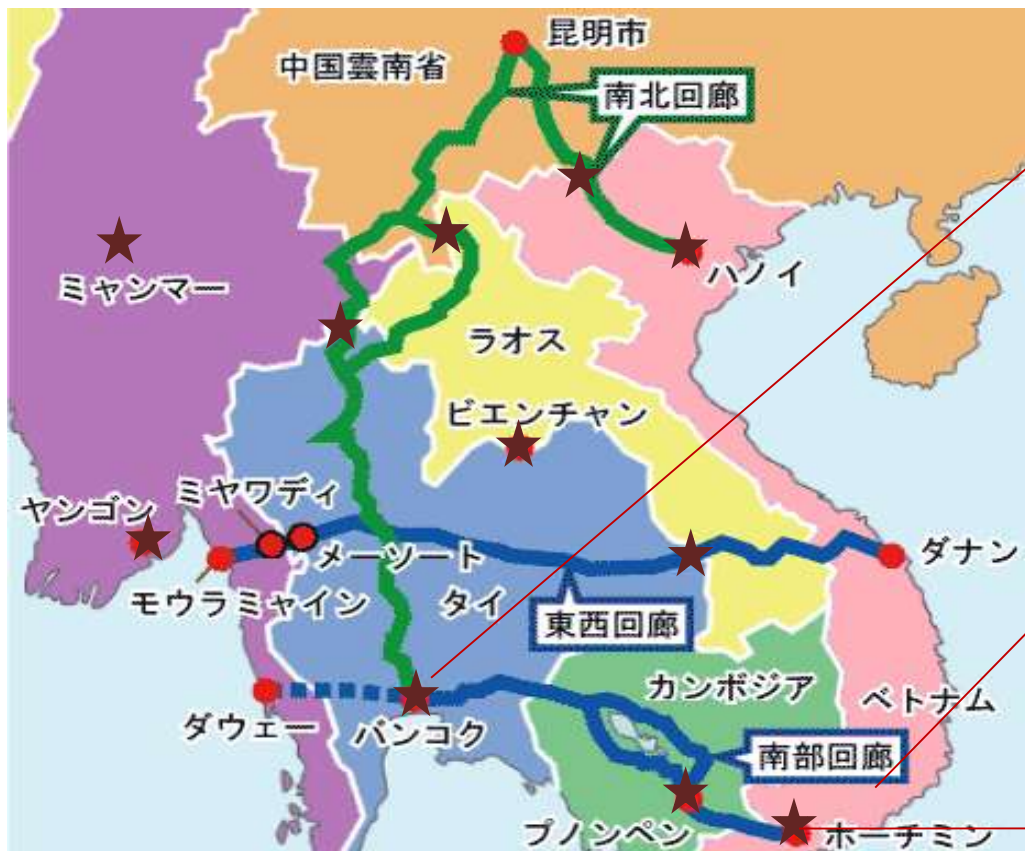 昆明市
中国雲南省
南北回廊
ハノイ
ミャンマー
ラオス
ビエンチャン
ミヤワディ
ヤンゴン
メーソート
ダナン
モウラミャイン
タイ
東西回廊
カンボジア
ベトナム
ダウェー
バンコク
南部回廊
プノンペン
ホーチミン